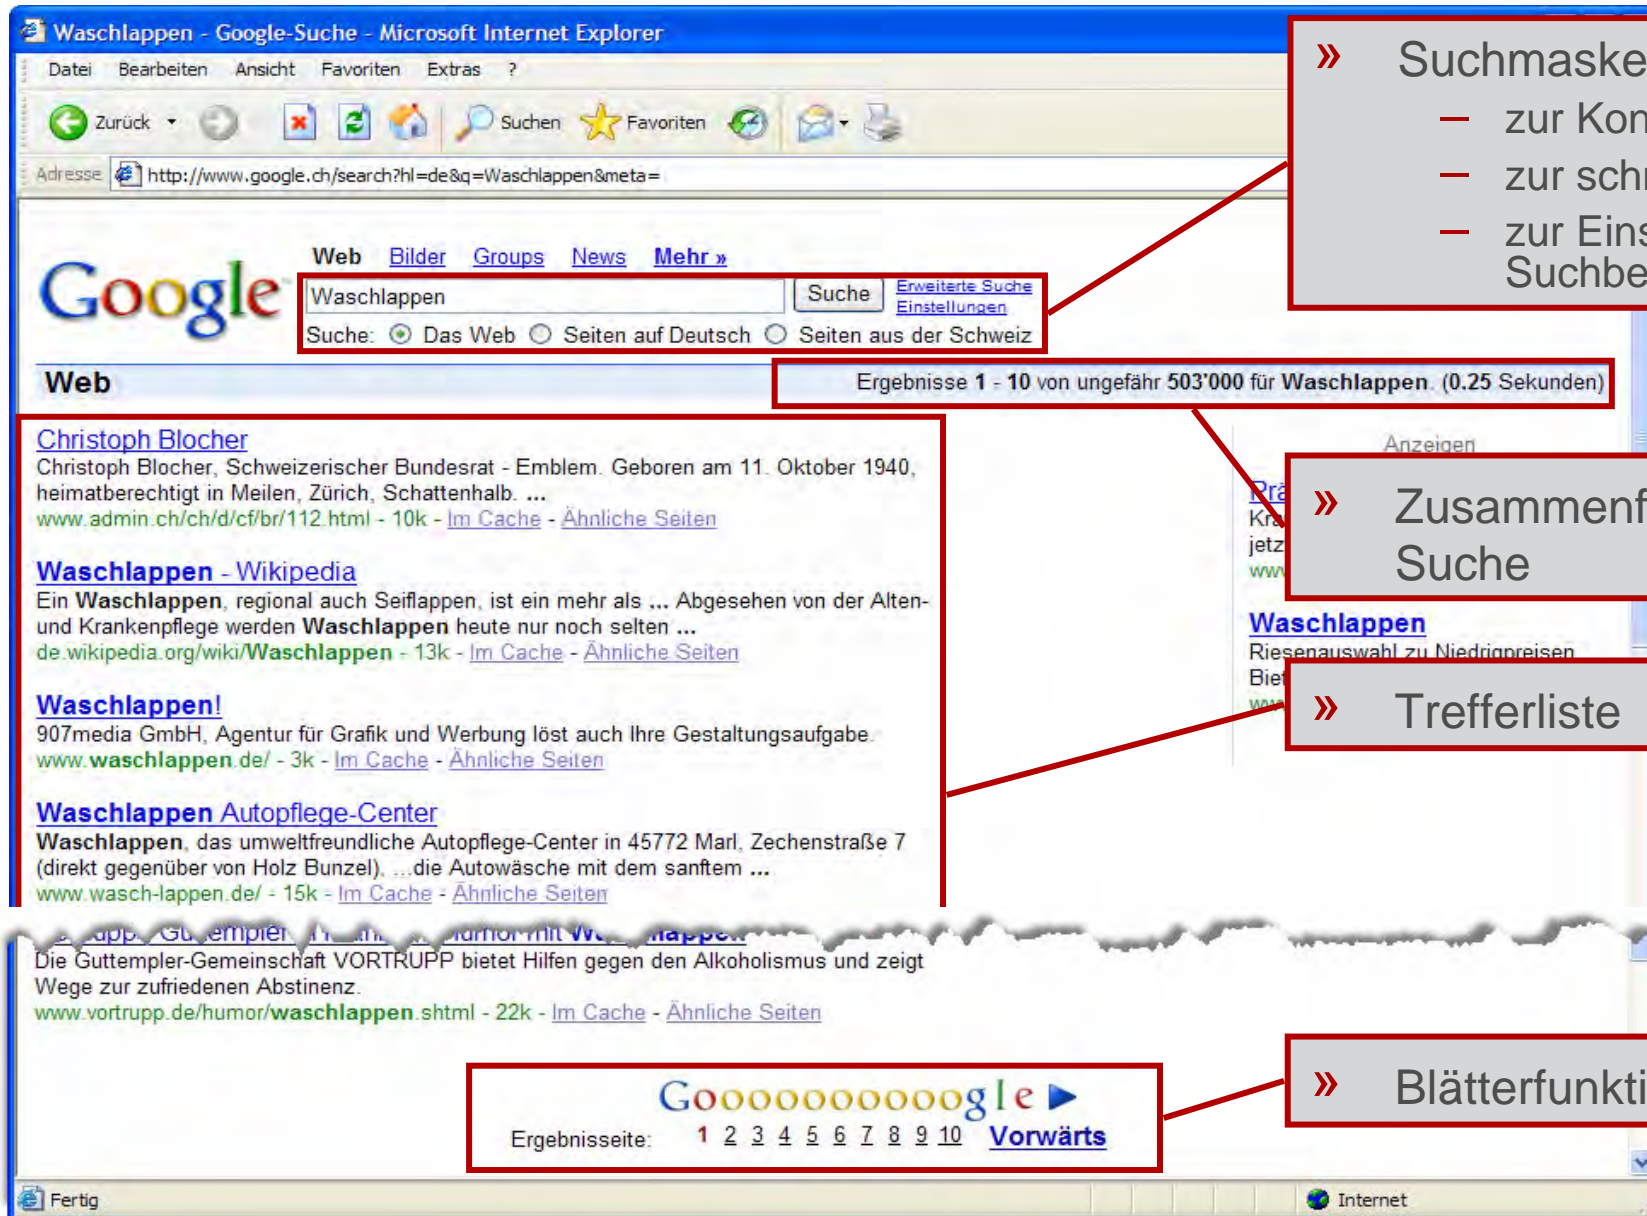 Waschlappen - Google-Suche - Microsoft Internet Explorer
Datei Bearbeiten Ansicht Favoriten Extras ?
Zurück Suchen Favoriten
Adresse http://www.google.ch/search?hl=de&q=Waschlappen&meta=
Google
Web Bilder Groups News Mehr »
Waschlappen Suche Erweiterte Suche
Einstellungen
Suche: Das Web Seiten auf Deutsch Seiten aus der Schweiz
Web Ergebnisse 1 - 10 von ungefähr 503'000 für Waschlappen. (0.25 Sekunden)
» Suchmaske
– zur Kon
– zur sch
– zur Eins
Suchbe
Christoph Blocher
Christoph Blocher, Schweizerischer Bundesrat - Emblem. Geboren am 11. Oktober 1940,
heimatberechtigt in Meilen, Zürich, Schattenhalb. ...
www.admin.ch/ch/d/cf/br/112.html - 10k - Im Cache - Ähnliche Seiten
Waschlappen - Wikipedia
Ein Waschlappen, regional auch Seiflappen, ist ein mehr als ... Abgesehen von der Alten-
und Krankenpflege werden Waschlappen heute nur noch selten ...
de.wikipedia.org/wiki/Waschlappen - 13k - Im Cache - Ähnliche Seiten
Waschlappen!
907media GmbH, Agentur für Grafik und Werbung löst auch Ihre Gestaltungsaufgabe.
www.waschlappen.de/ - 3k - Im Cache - Ähnliche Seiten
Waschlappen Autopflege-Center
Waschlappen, das umweltfreundliche Autopflege-Center in 45772 Marl, Zechenstraße 7
(direkt gegenüber von Holz Bunzel), ...die Autowäsche mit dem sanftem ...
www.wasch-lappen.de/ - 15k - Im Cache - Ähnliche Seiten
Anzeigen
jetz
» Zusammenf
Suche
Waschlappen
Riesenauswahl zu Niedrigpreisen
Biet
» Trefferliste
mit
Die Guttempler-Gemeinschaft VORTRUPP bietet Hilfen gegen den Alkoholismus und zeigt
Wege zur zufriedenen Abstinenz.
www.vortrupp.de/humor/waschlappen.shtml - 22k - Im Cache - Ähnliche Seiten
Goooooooooogle
Ergebnisseite: 1 2 3 4 5 6 7 8 9 10 Vorwärts
» Blätterfunkti
Fertig Internet